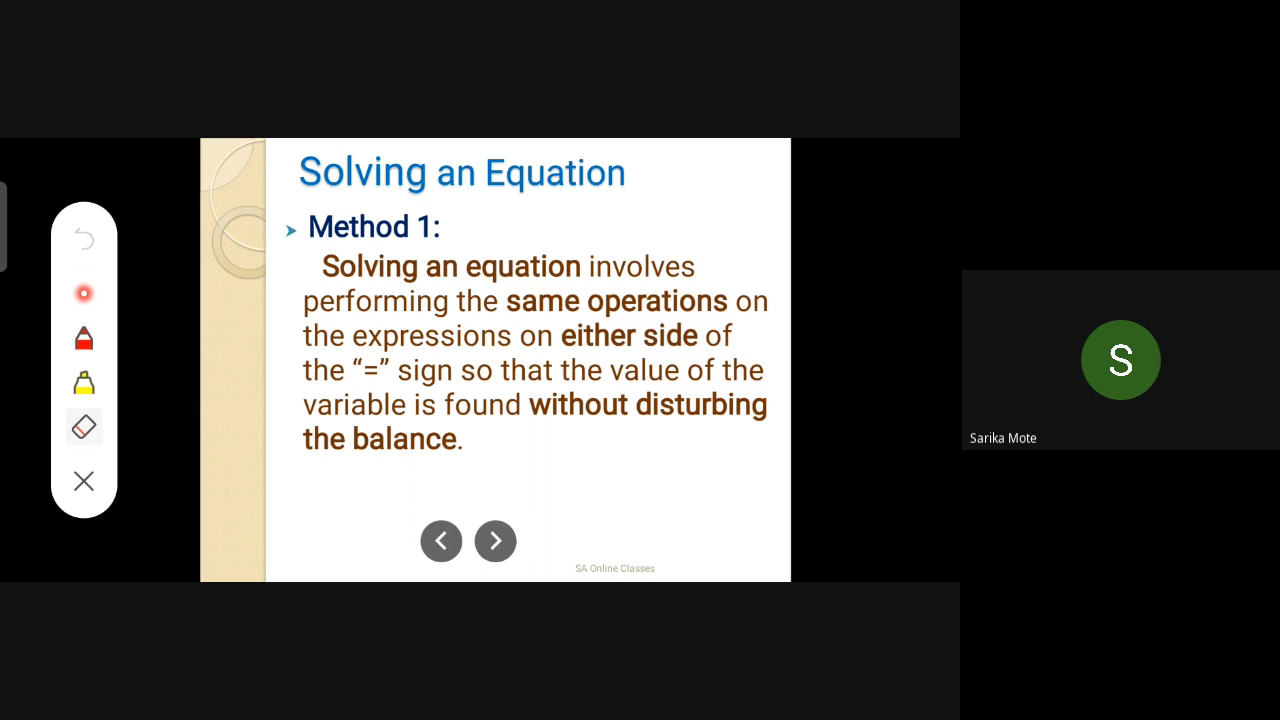 Solving an Equation
➤ Method 1:
Solving an equation involves
performing the same operations on
the expressions on either side of
the “=” sign so that the value of the
variable is found without disturbing
the balance.
SA Online Classes
S
Sarika Mote